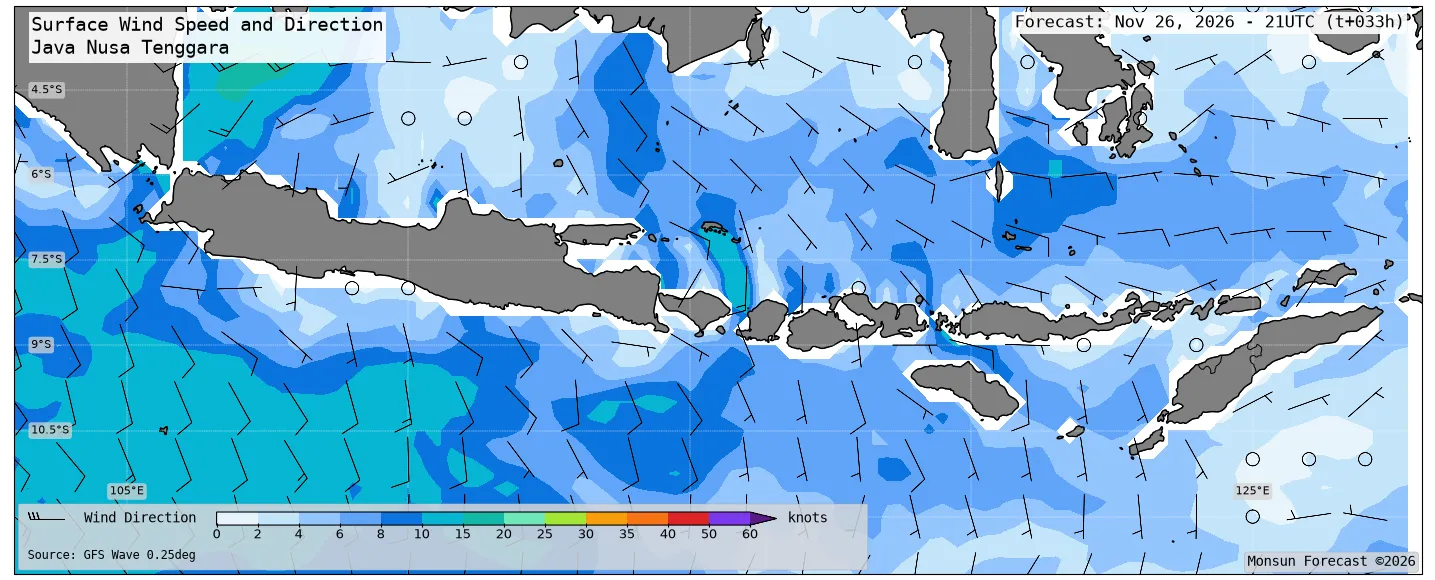 Surface Wind Speed and Direction
Java Nusa Tenggara
Forecast: Nov 26, 2026 - 21UTC (t+033h)
4.5°S
6°S
7.5°S
9°S
10.5°S
105°E
125°E
Wind Direction
0 2 4 6 8 10 15 20 25 30 35 40 50 60
knots
Source: GFS Wave 0.25deg
Monsun Forecast ©2026